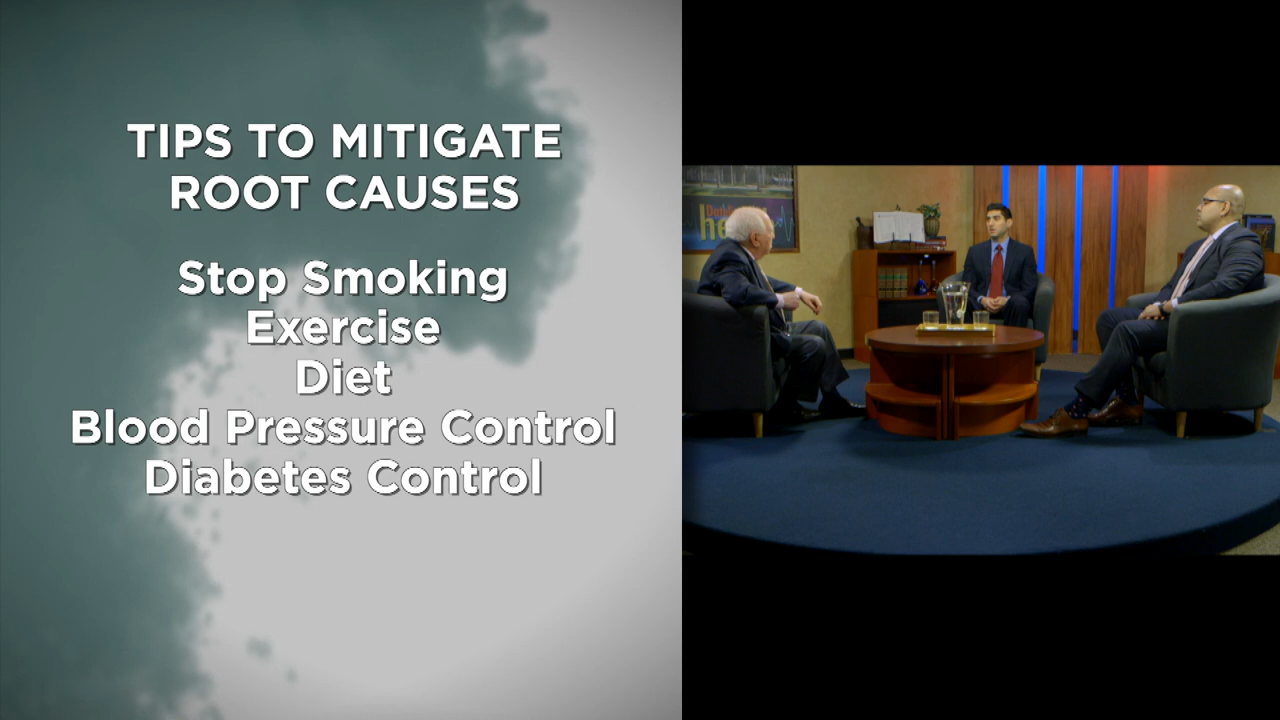 TIPS TO MITIGATE
ROOT CAUSES
Stop Smoking
Exercise
Diet
Blood Pressure Control
Diabetes Control